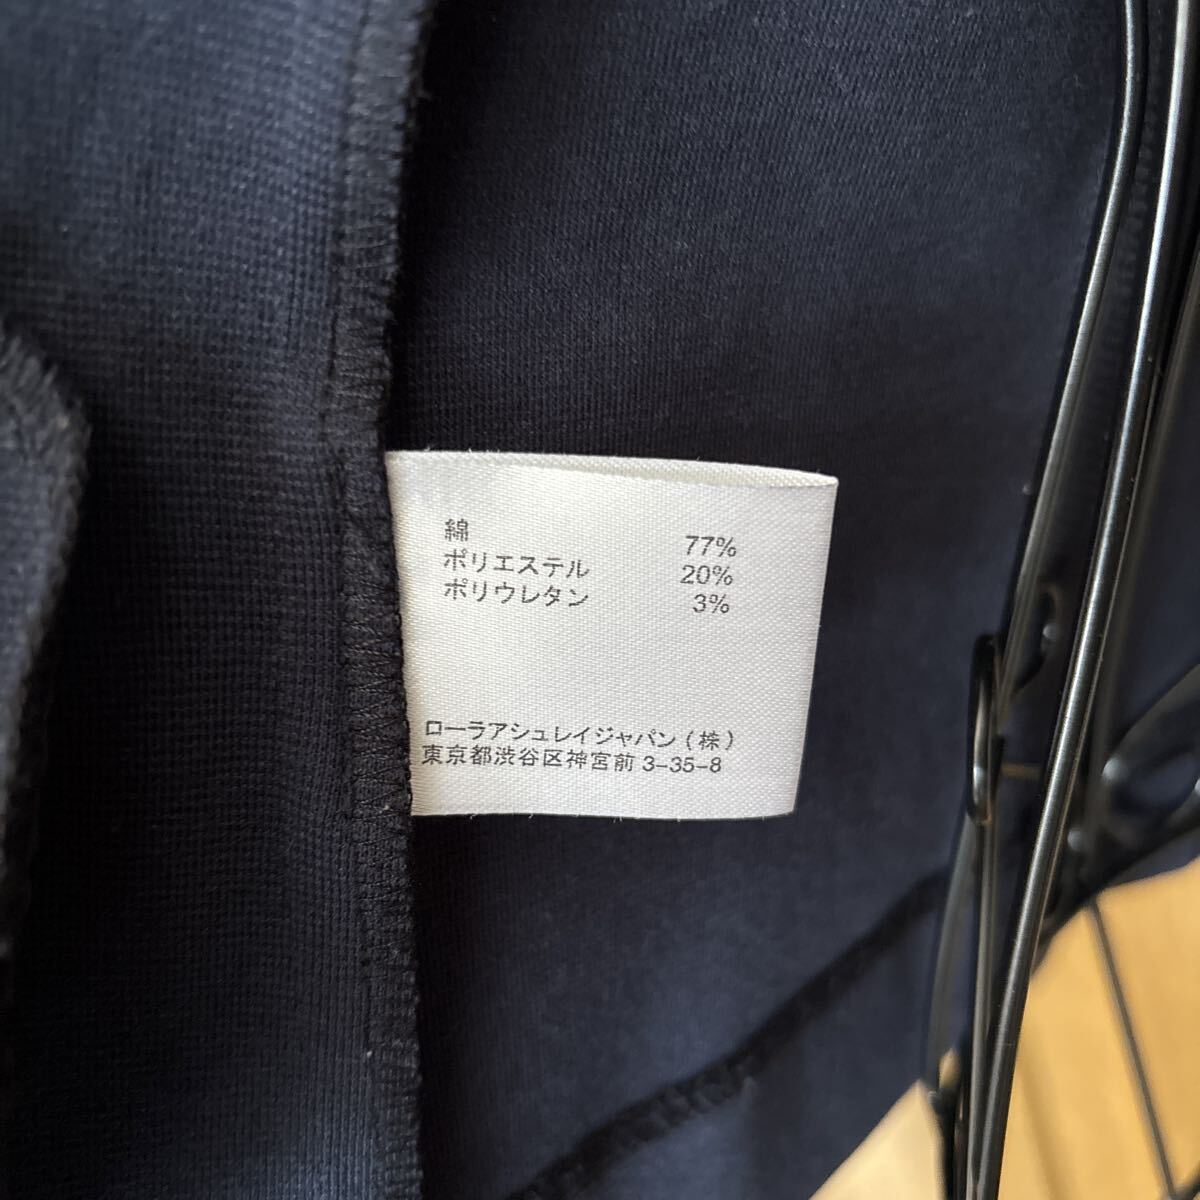 綿 77%
ポリエステル 20%
ポリウレタン 3%
ローラアシュレイジャパン(株)
東京都渋谷区神宮前 3-35-8